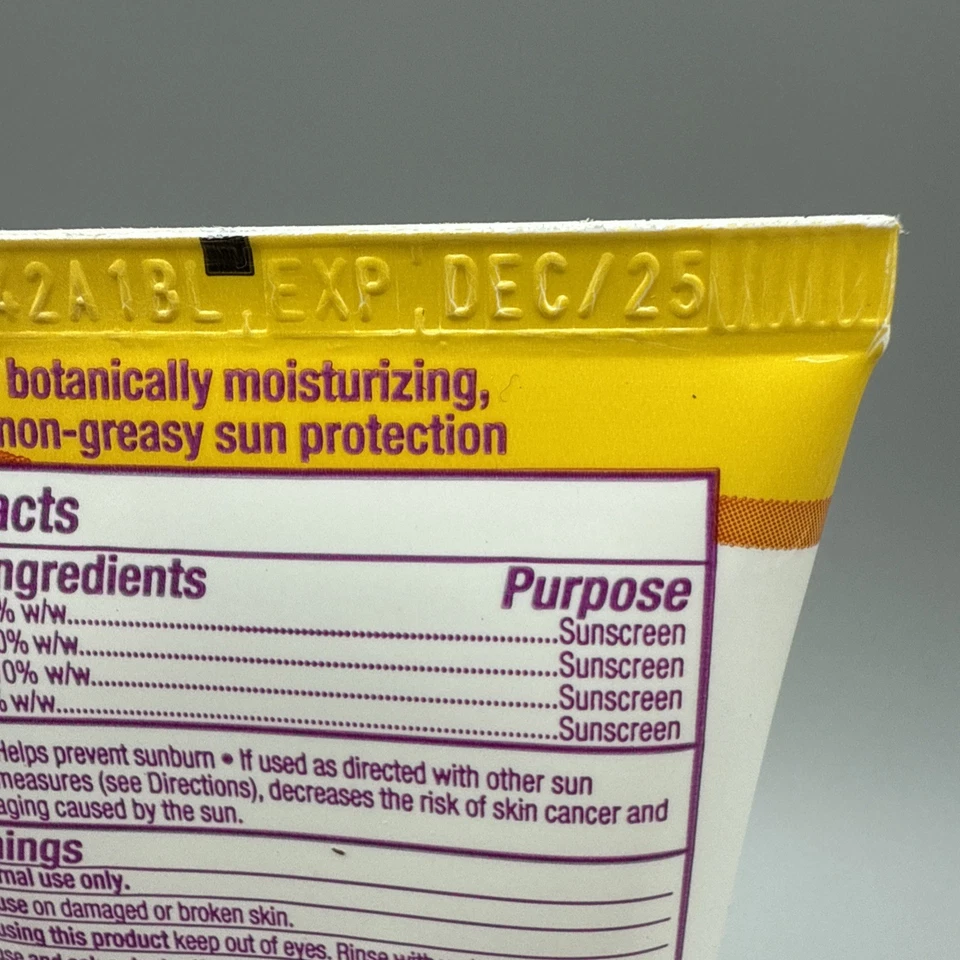 42A1BL EXP DEC/25
botanically moisturizing,
non-greasy sun protection
acts
ngredients Purpose
% w/w..........Sunscreen
0% w/w..........Sunscreen
0% w/w..........Sunscreen
% w/w..........Sunscreen
Helps prevent sunburn • If used as directed with other sun
measures (see Directions), decreases the risk of skin cancer and
aging caused by the sun.
ings
rnal use only.
use on damaged or broken skin.
using this product keep out of eyes. Rinse